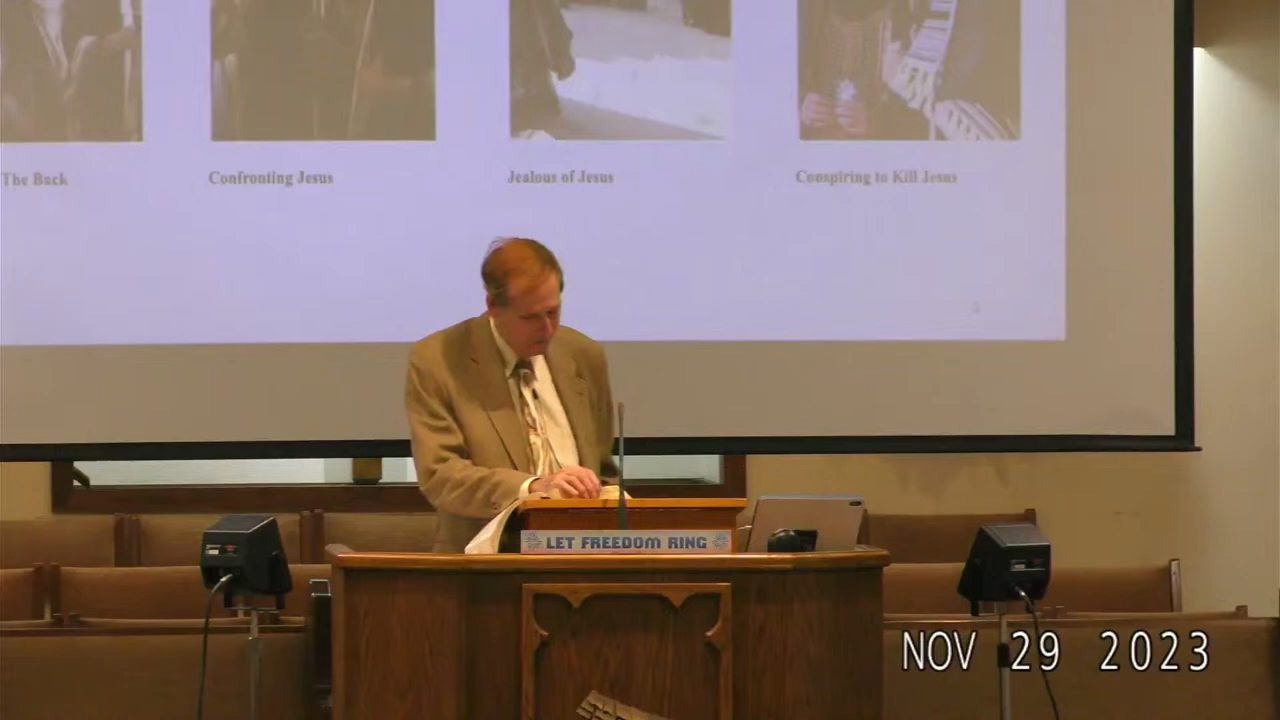 The Back
Confronting Jesus
Jealous of Jesus
Conspiring to Kill Jesus
LET FREEDOM RING
NOV 29 2023